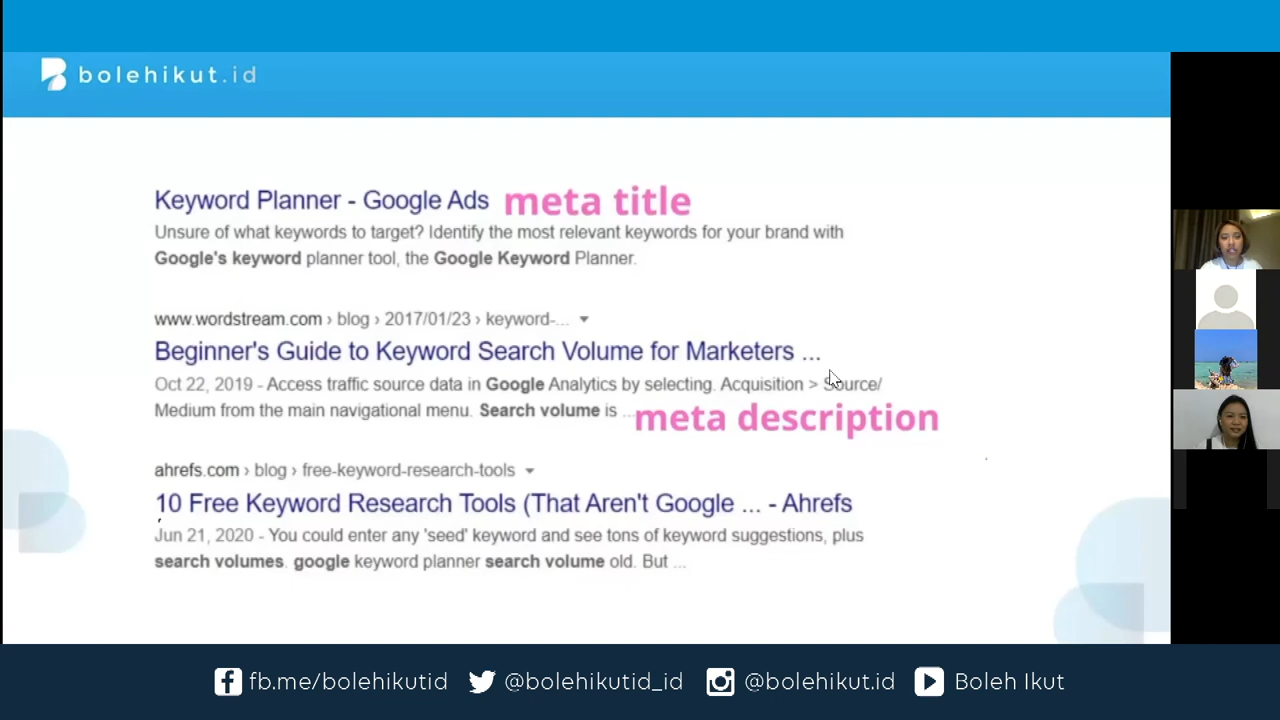 bolehikut.id
Keyword Planner - Google Ads meta title
Unsure of what keywords to target? Identify the most relevant keywords for your brand with
Google's keyword planner tool, the Google Keyword Planner.
www.wordstream.com › blog › 2017/01/23 › keyword-...
Beginner's Guide to Keyword Search Volume for Marketers ...
Oct 22, 2019 - Access traffic source data in Google Analytics by selecting. Acquisition > Source/
Medium from the main navigational menu. Search volume is ...
meta description
ahrefs.com › blog › free-keyword-research-tools
10 Free Keyword Research Tools (That Aren't Google ... - Ahrefs
Jun 21, 2020 - You could enter any 'seed' keyword and see tons of keyword suggestions, plus
search volumes. google keyword planner search volume old. But ...
fb.me/bolehikutid @bolehikutid_id @bolehikut.id Boleh Ikut